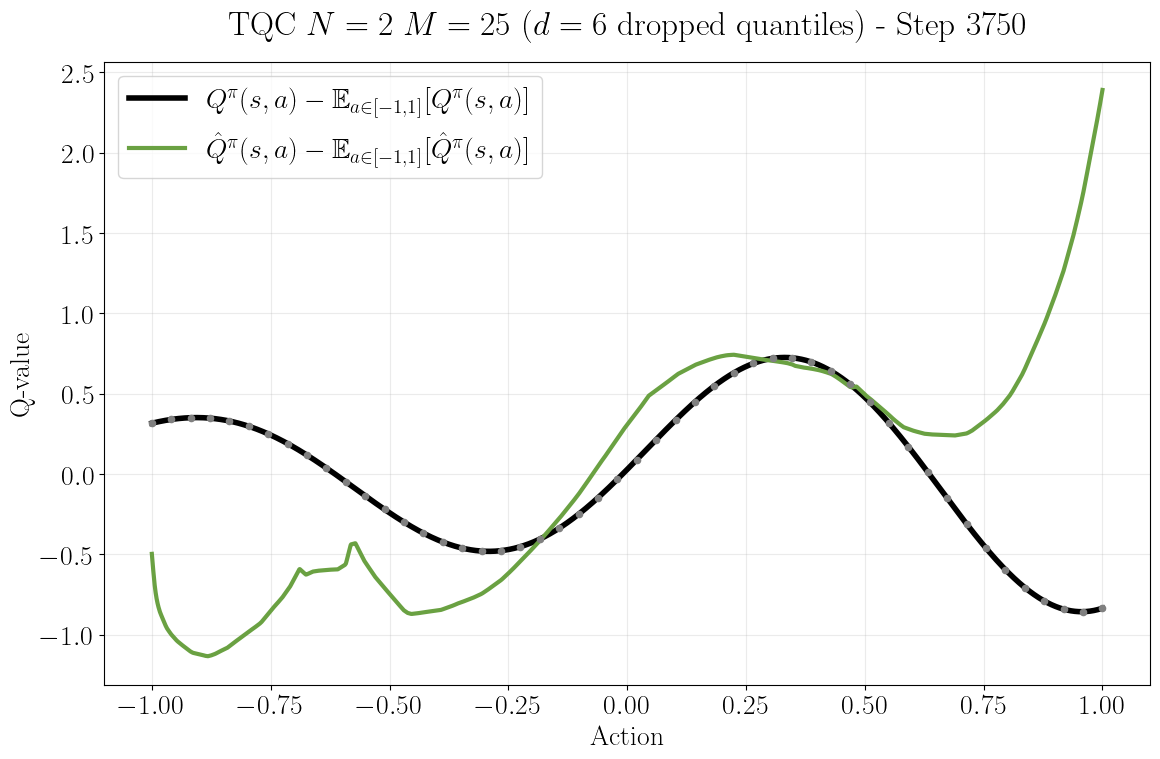 TQC $N = 2$ $M = 25$ ($d = 6$ dropped quantiles) - Step 3750
$Q^{\pi}(s, a) - \mathbb{E}_{a \in [-1,1]}[Q^{\pi}(s, a)]$
$\hat{Q}^{\pi}(s, a) - \mathbb{E}_{a \in [-1,1]}[\hat{Q}^{\pi}(s, a)]$
Q-value
2.5
2.0
1.5
1.0
0.5
0.0
−0.5
−1.0
−1.00 −0.75 −0.50 −0.25 0.00 0.25 0.50 0.75 1.00
Action